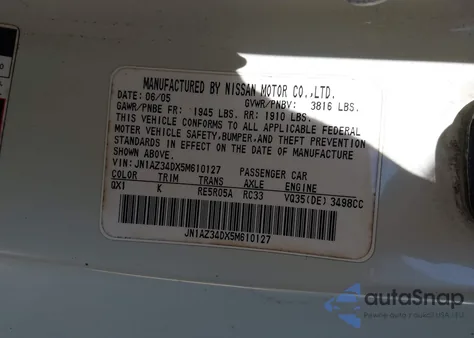 MANUFACTURED BY NISSAN MOTOR CO.,LTD.
DATE: 06/05 GVWR/PNBV: 3816 LBS.
GAWR/PNBE FR: 1945 LBS. RR: 1910 LBS.
THIS VEHICLE CONFORMS TO ALL APPLICABLE FEDERAL
MOTOR VEHICLE SAFETY,BUMPER,AND THEFT PREVENTION
STANDARDS IN EFFECT ON THE DATE OF MANUFACTURE
SHOWN ABOVE.
VIN: JN1AZ34DX5M610127 PASSENGER CAR
COLOR TRIM TRANS AXLE ENGINE
QX1 K RE5R05A RC33 VQ35(DE) 3498CC
JN1AZ34DX5M610127
autoSnap